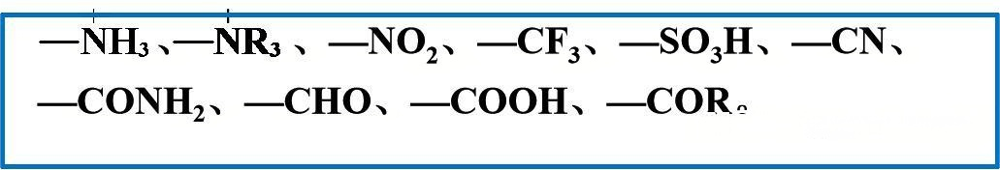 —NH₃、—NR₃、—NO₂、—CF₃、—SO₃H、—CN、
—CONH₂、—CHO、—COOH、—COR。